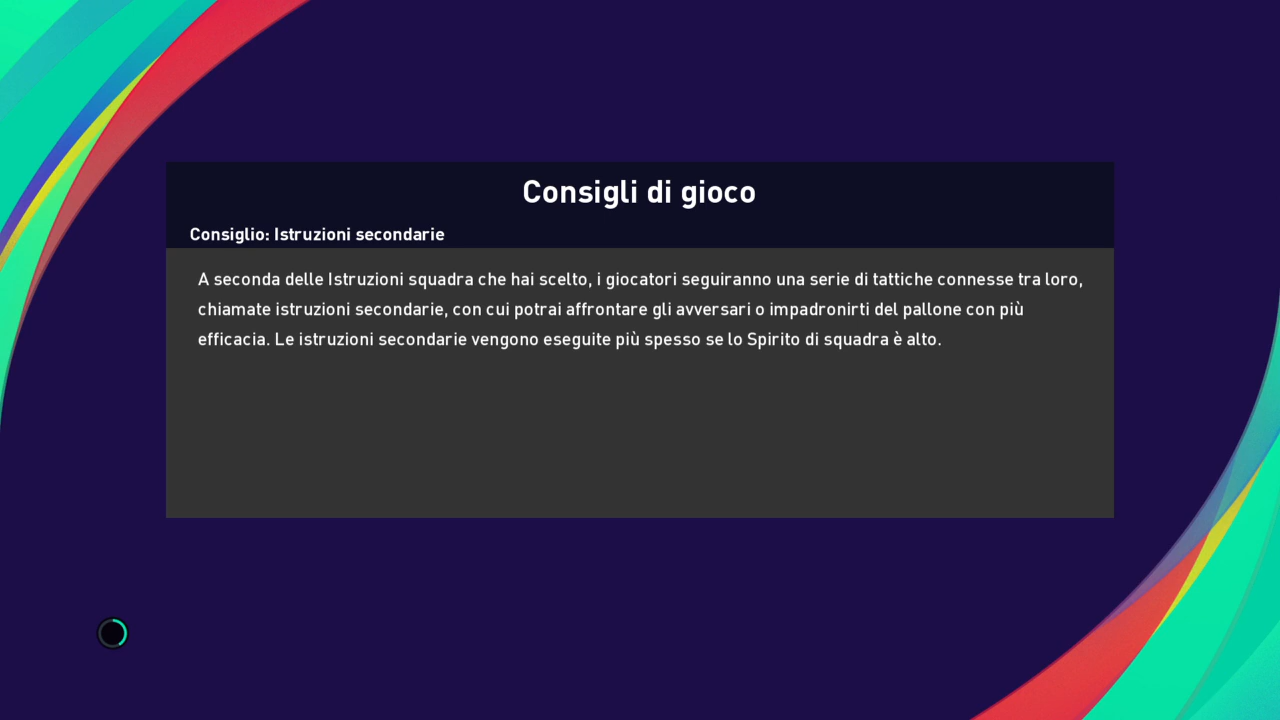 Consigli di gioco
Consiglio: Istruzioni secondarie
A seconda delle Istruzioni squadra che hai scelto, i giocatori seguiranno una serie di tattiche connesse tra loro,
chiamate istruzioni secondarie, con cui potrai affrontare gli avversari o impadronirti del pallone con più
efficacia. Le istruzioni secondarie vengono eseguite più spesso se lo Spirito di squadra è alto.